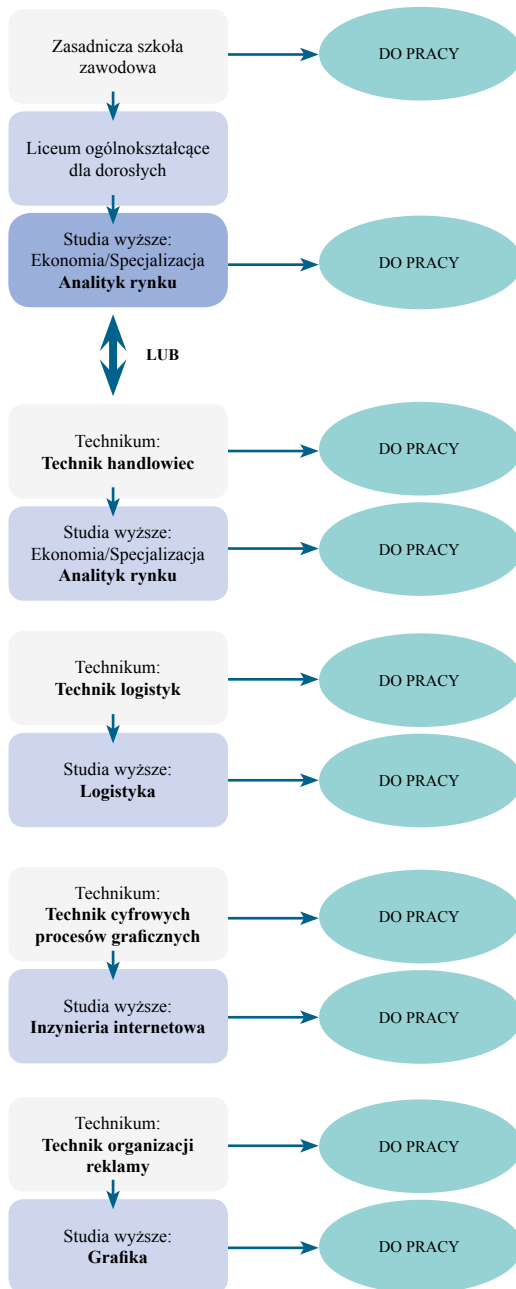 Zasadnicza szkoła
zawodowa
DO PRACY
Liceum ogólnokształcące
dla dorosłych
Studia wyższe:
Ekonomia/Specjalizacja
Analityk rynku
DO PRACY
LUB
Technikum:
Technik handlowiec
DO PRACY
Studia wyższe:
Ekonomia/Specjalizacja
Analityk rynku
DO PRACY
Technikum:
Technik logistyk
DO PRACY
Studia wyższe:
Logistyka
DO PRACY
Technikum:
Technik cyfrowych
procesów graficznych
DO PRACY
Studia wyższe:
Inzynieria internetowa
DO PRACY
Technikum:
Technik organizacji
reklamy
DO PRACY
Studia wyższe:
Grafika
DO PRACY